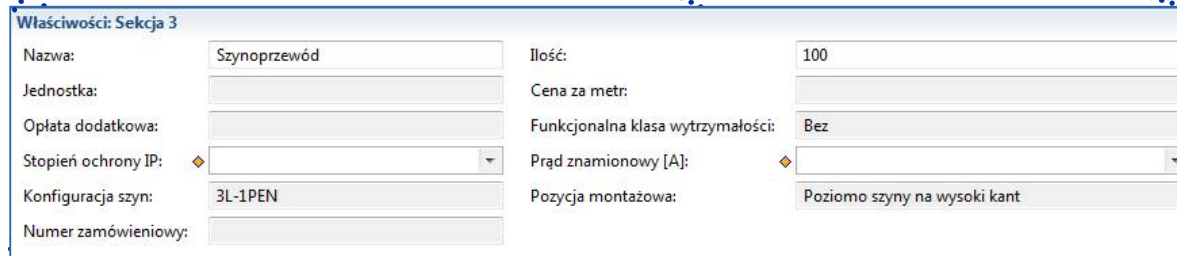 Właściwości: Sekcja 3
Nazwa: Szynoprzewód Ilość: 100
Jednostka: Cena za metr:
Opłata dodatkowa: Funkcjonalna klasa wytrzymałości: Bez
Stopień ochrony IP: Prąd znamionowy [A]:
Konfiguracja szyn: 3L-1PEN Pozycja montażowa: Poziomo szyny na wysoki kant
Numer zamówieniowy: